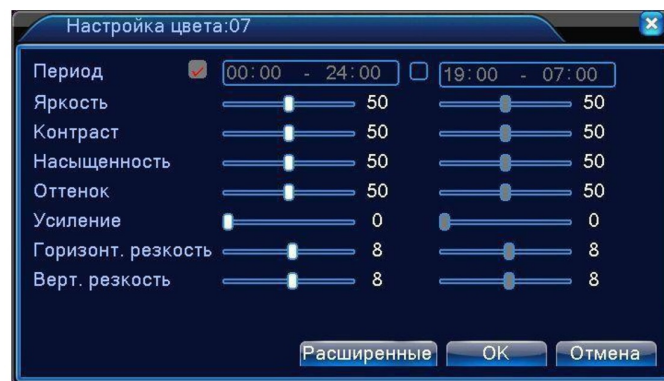 Настройка цвета:07
Период 00:00 - 24:00 19:00 - 07:00
Яркость 50 50
Контраст 50 50
Насыщенность 50 50
Оттенок 50 50
Усиление 0 0
Горизонт. резкость 8 8
Верт. резкость 8 8
Расширенные OK Отмена